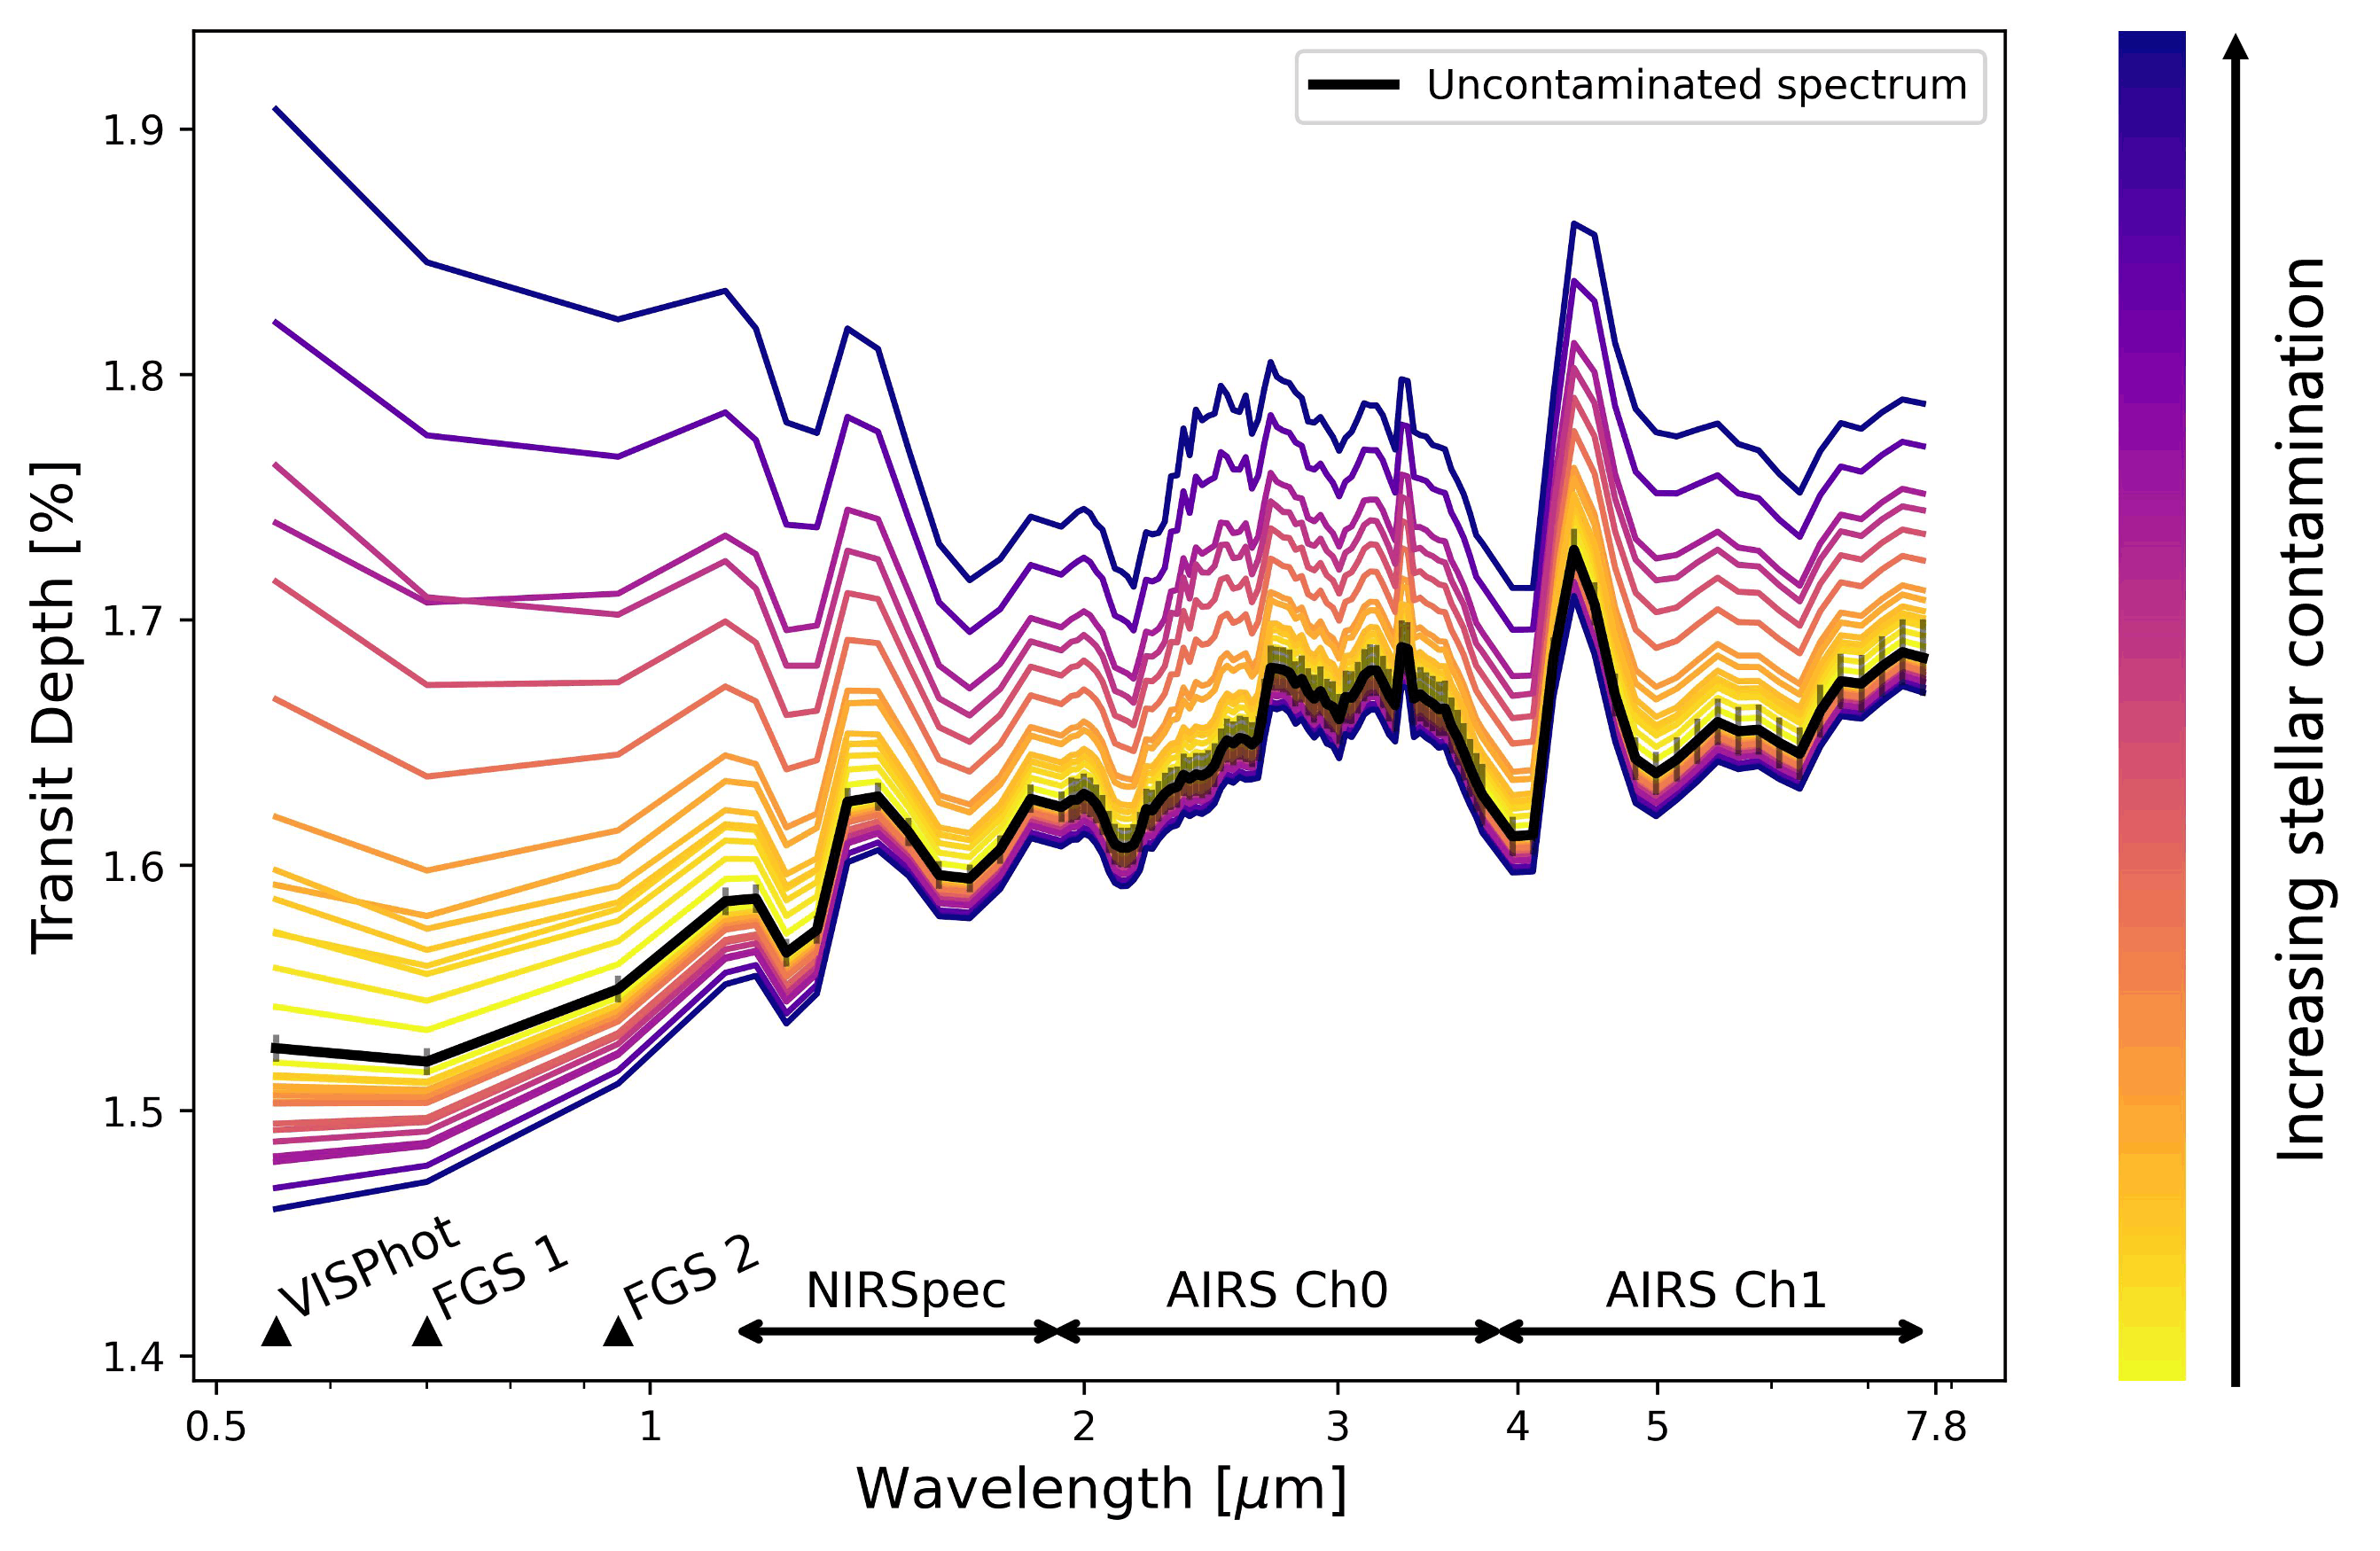 Uncontaminated spectrum
Transit Depth [%]
1.9
1.8
1.7
1.6
1.5
1.4
VISPhot
FGS 1
FGS 2
NIRSpec
AIRS Ch0
AIRS Ch1
0.5 1 2 3 4 5 7.8
Wavelength [μm]
Increasing stellar contamination